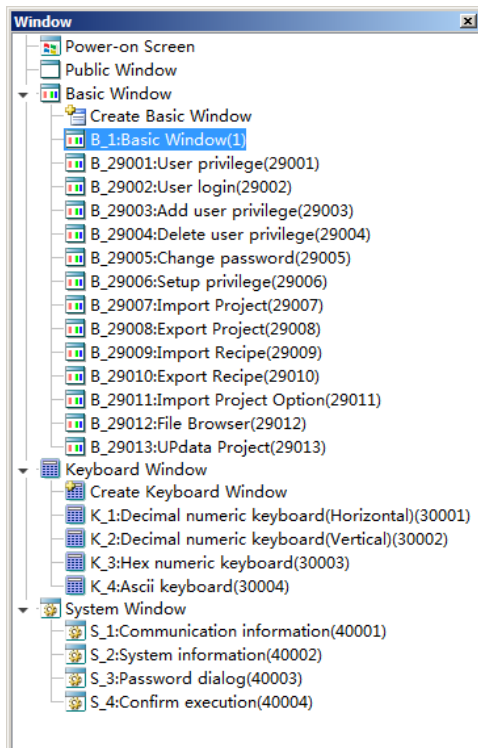 Window
Power-on Screen
Public Window
Basic Window
Create Basic Window
B_1:Basic Window(1)
B_29001:User privilege(29001)
B_29002:User login(29002)
B_29003:Add user privilege(29003)
B_29004:Delete user privilege(29004)
B_29005:Change password(29005)
B_29006:Setup privilege(29006)
B_29007:Import Project(29007)
B_29008:Export Project(29008)
B_29009:Import Recipe(29009)
B_29010:Export Recipe(29010)
B_29011:Import Project Option(29011)
B_29012:File Browser(29012)
B_29013:UPdata Project(29013)
Keyboard Window
Create Keyboard Window
K_1:Decimal numeric keyboard(Horizontal)(30001)
K_2:Decimal numeric keyboard(Vertical)(30002)
K_3:Hex numeric keyboard(30003)
K_4:Ascii keyboard(30004)
System Window
S_1:Communication information(40001)
S_2:System information(40002)
S_3:Password dialog(40003)
S_4:Confirm execution(40004)